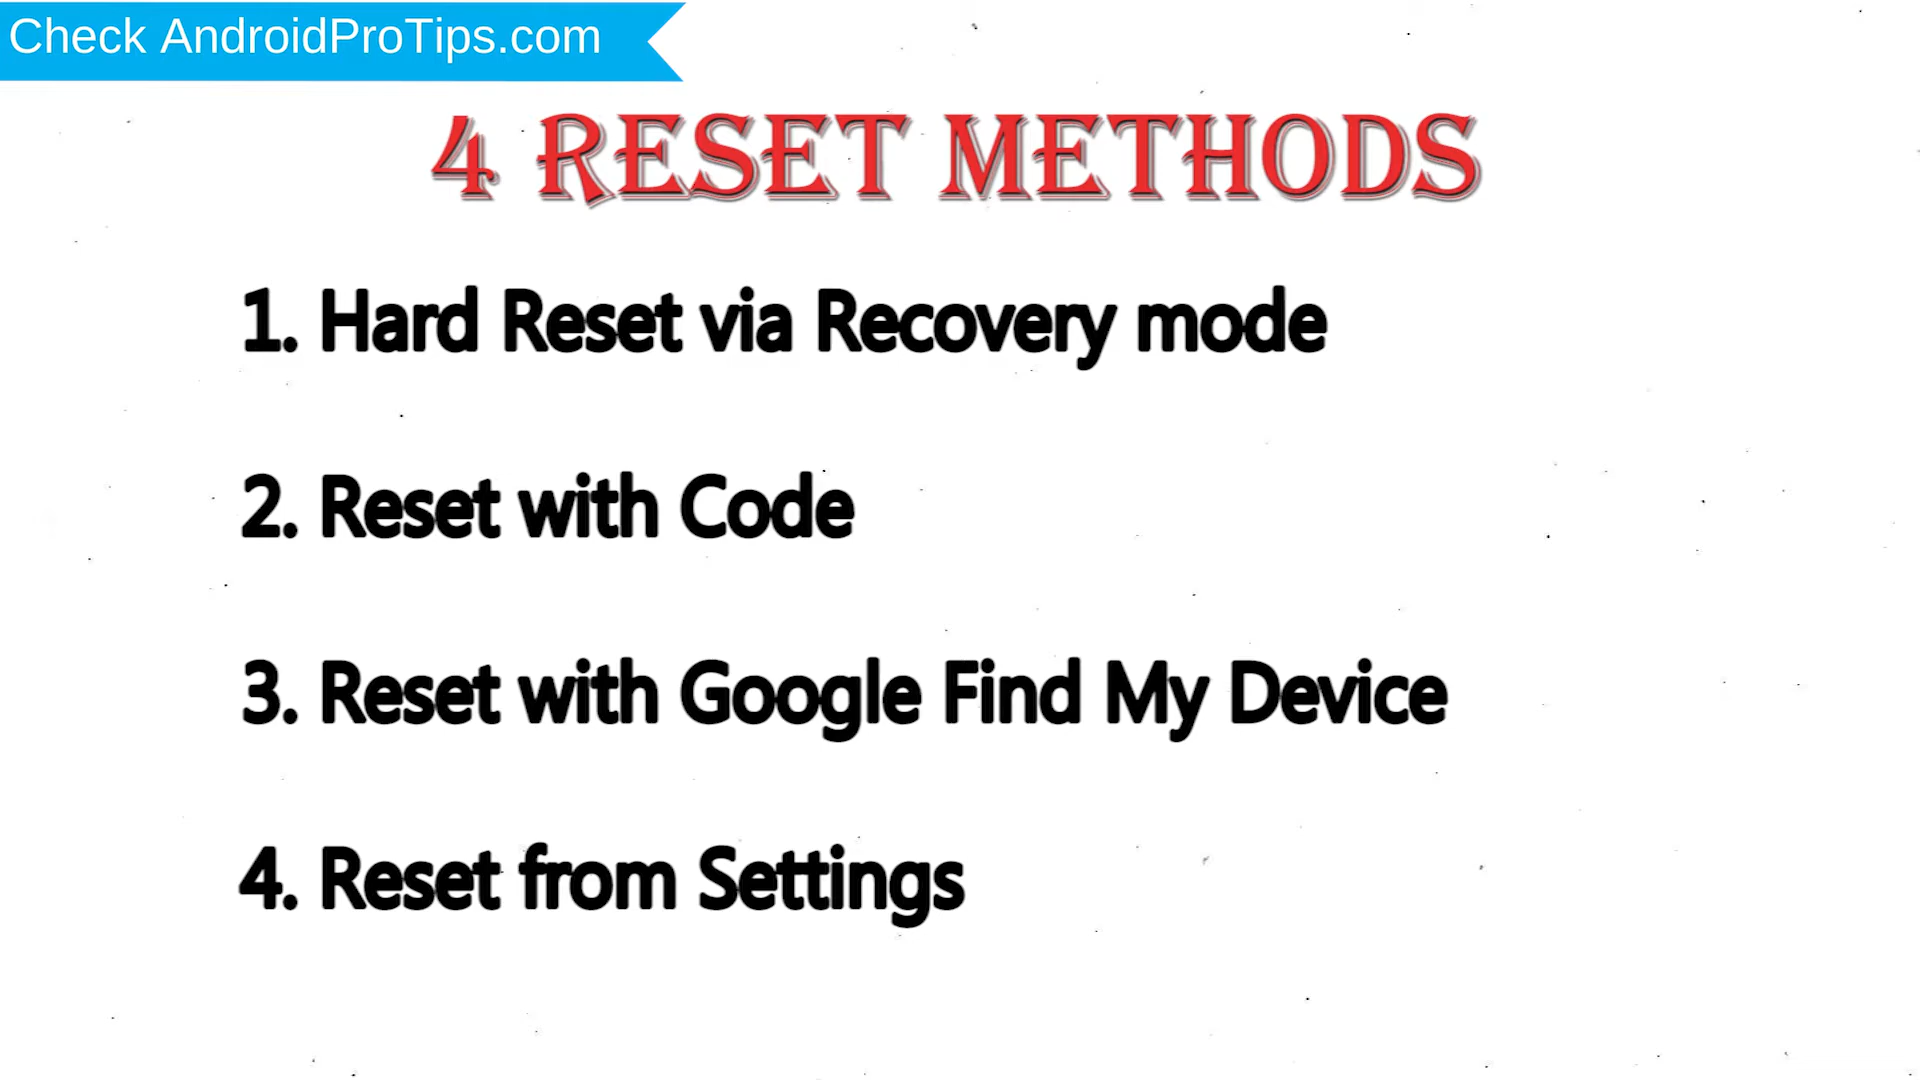 Check AndroidProTips.com
4 RESET METHODS
1. Hard Reset via Recovery mode
2. Reset with Code
3. Reset with Google Find My Device
4. Reset from Settings